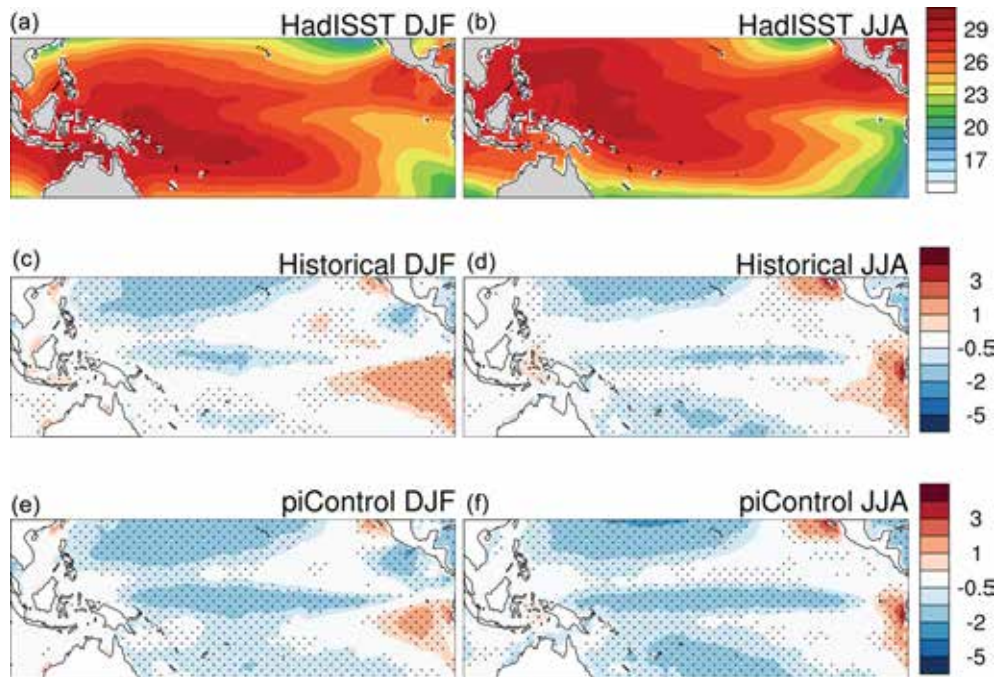 (a) HadISST DJF
(b) HadISST JJA
29
26
23
20
17
(c) Historical DJF
(d) Historical JJA
3
1
-0.5
-2
-5
(e) piControl DJF
(f) piControl JJA
3
1
-0.5
-2
-5